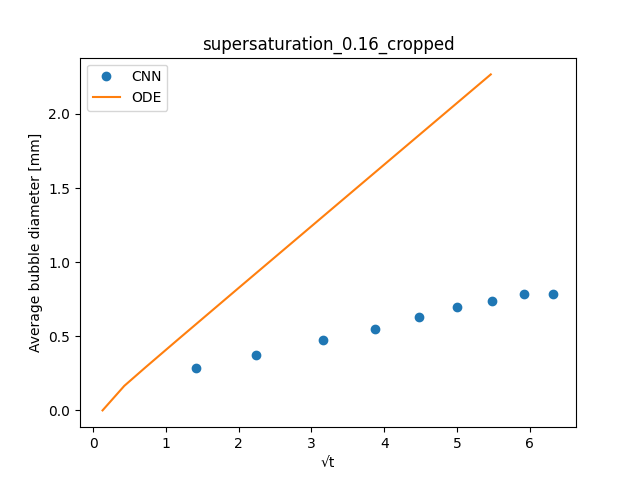 supersaturation_0.16_cropped
CNN
ODE
Average bubble diameter [mm]
2.0
1.5
1.0
0.5
0.0
0 1 2 3 4 5 6
√t